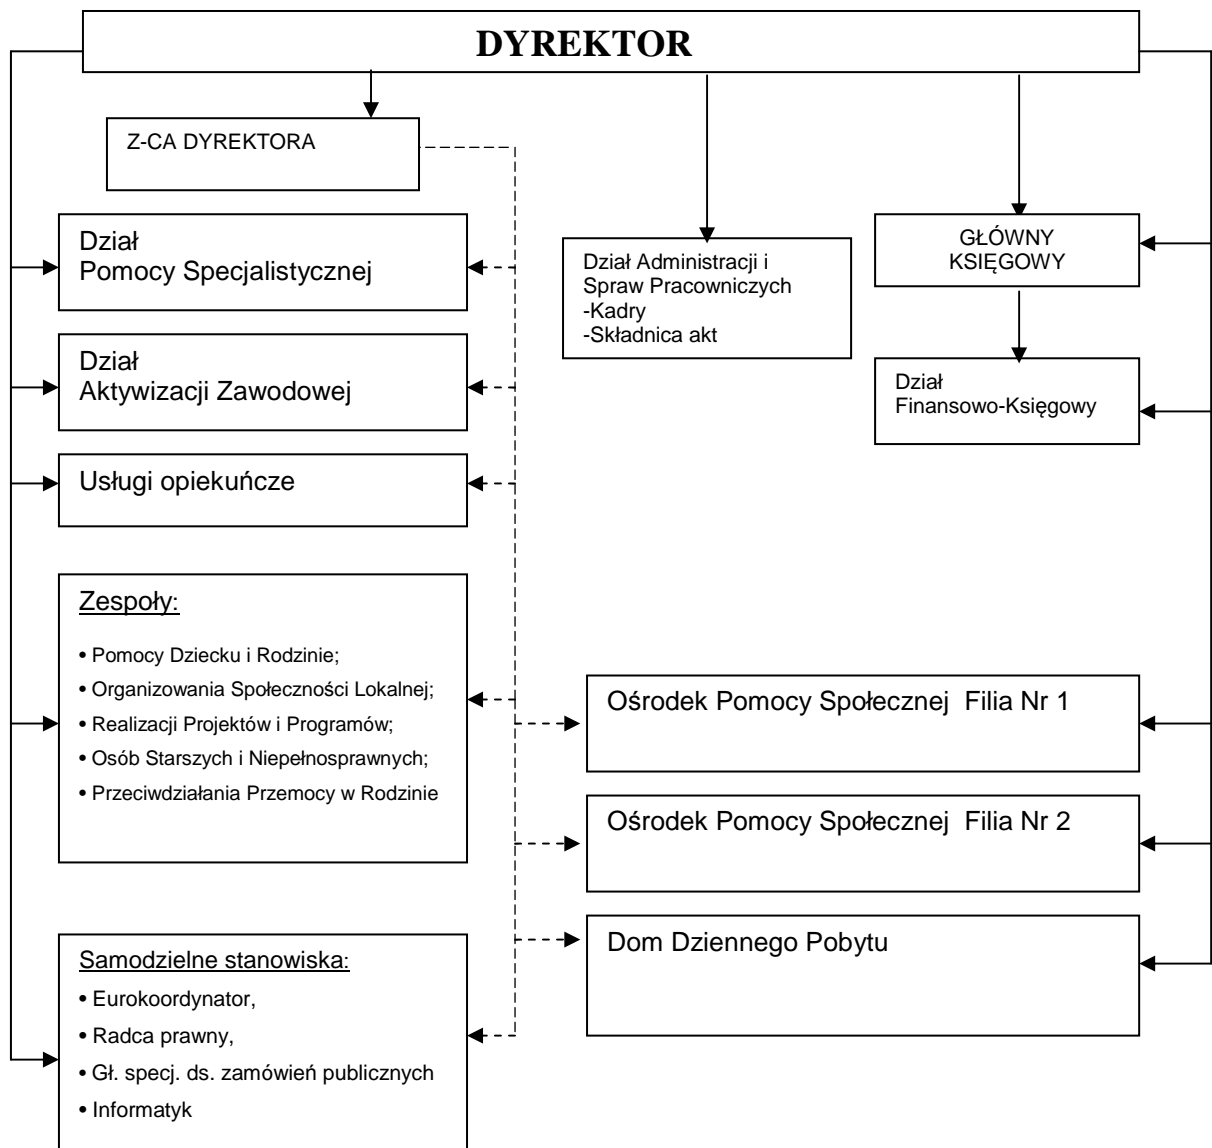 DYREKTOR
Z-CA DYREKTORA
Dział
Pomocy Specjalistycznej
Dział
Aktywizacji Zawodowej
Usługi opiekuńcze
Zespoły:
• Pomocy Dziecku i Rodzinie;
• Organizowania Społeczności Lokalnej;
• Realizacji Projektów i Programów;
• Osób Starszych i Niepełnosprawnych;
• Przeciwdziałania Przemocy w Rodzinie
Samodzielne stanowiska:
• Eurokoordynator,
• Radca prawny,
• Gł. specj. ds. zamówień publicznych
• Informatyk
Dział Administracji i
Spraw Pracowniczych
-Kadry
-Składnica akt
GŁÓWNY
KSIĘGOWY
Dział
Finansowo-Księgowy
Ośrodek Pomocy Społecznej Filia Nr 1
Ośrodek Pomocy Społecznej Filia Nr 2
Dom Dziennego Pobytu